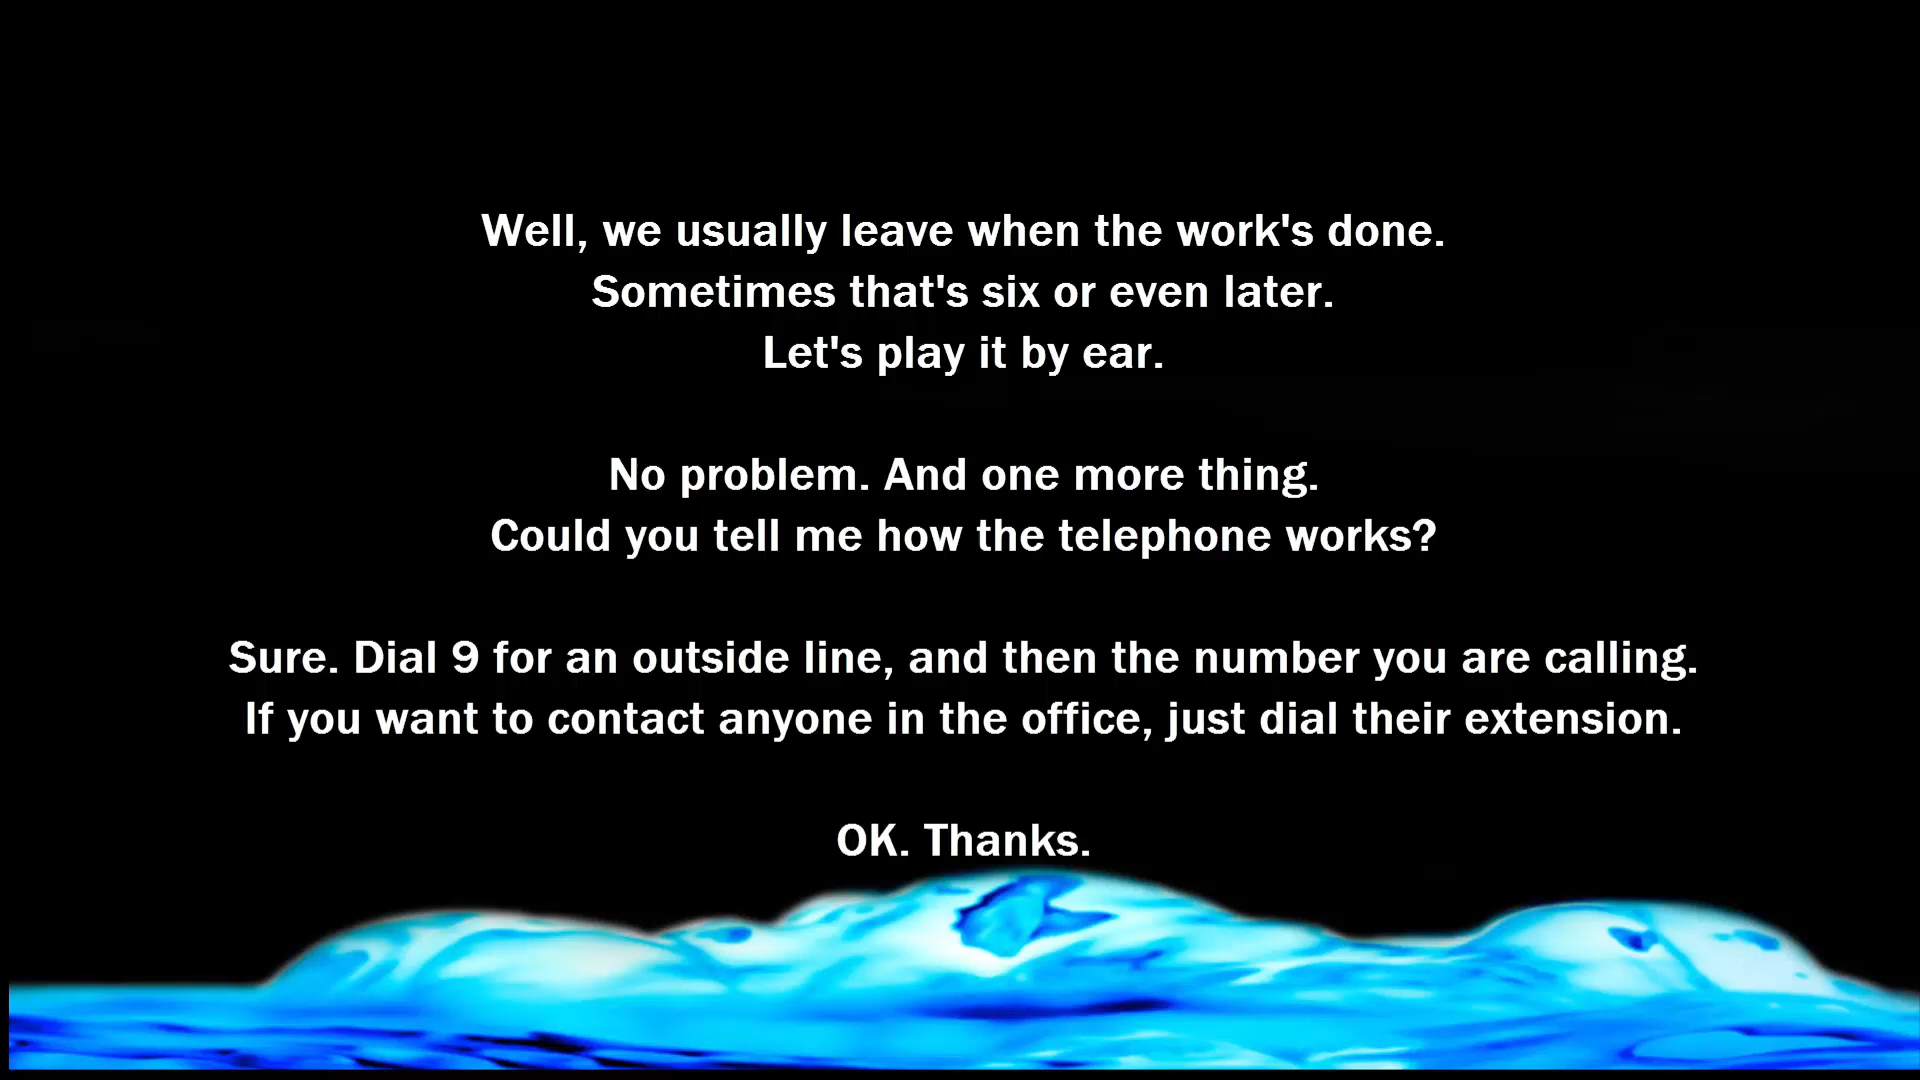 Well, we usually leave when the work's done.
Sometimes that's six or even later.
Let's play it by ear.
No problem. And one more thing.
Could you tell me how the telephone works?
Sure. Dial 9 for an outside line, and then the number you are calling.
If you want to contact anyone in the office, just dial their extension.
OK. Thanks.